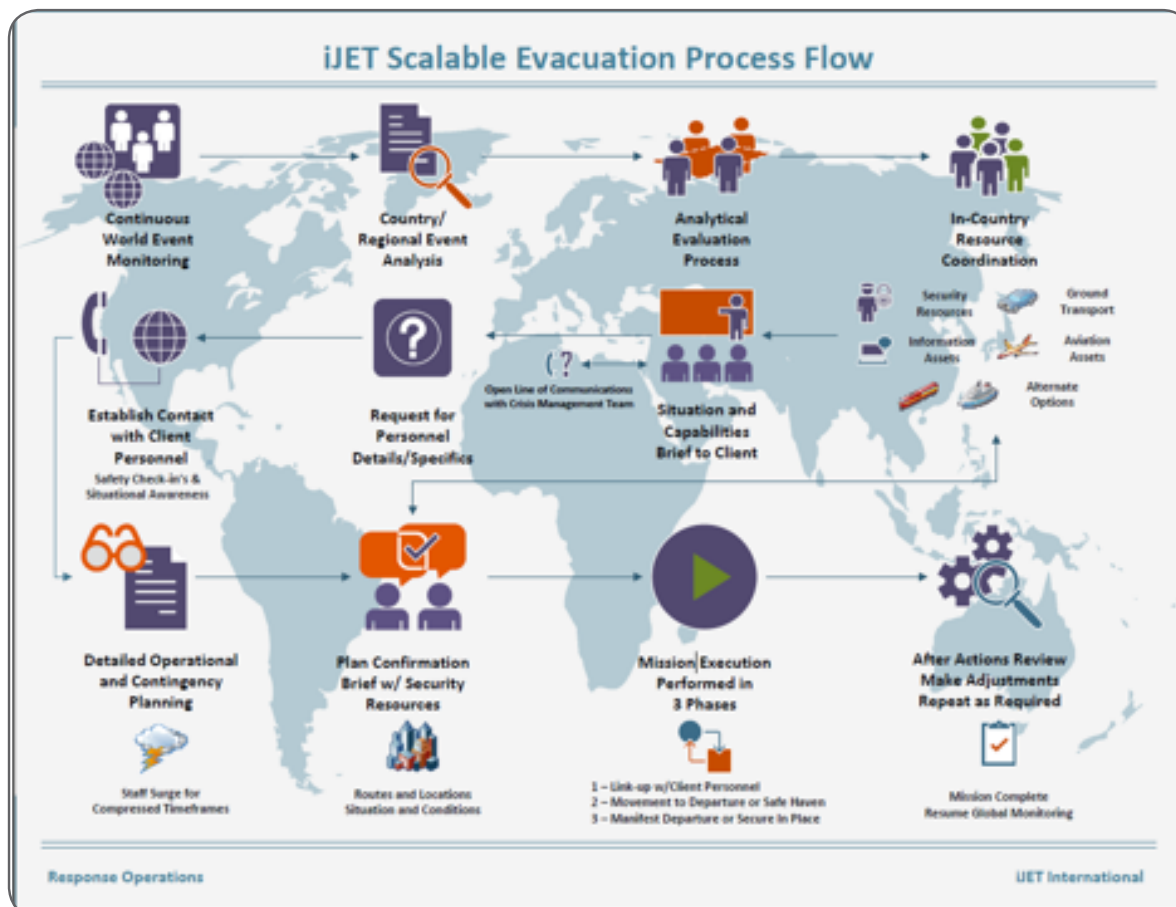 iJET Scalable Evacuation Process Flow
Continuous
World Event
Monitoring
Country/
Regional Event
Analysis
Analytical
Evaluation
Process
In-Country
Resource
Coordination
Security
Resources
Ground
Transport
Information
Assets
Aviation
Assets
Alternate
Options
Situation and
Capabilities
Brief to Client
Open Line of Communications
with Crisis Management Team
Request for
Personnel
Details/Specifics
Establish Contact
with Client
Personnel
Safety Check-in's &
Situational Awareness
Detailed Operational
and Contingency
Planning
Staff Surge for
Compressed Timeframes
Plan Confirmation
Brief w/ Security
Resources
Routes and Locations
Situation and Conditions
Mission Execution
Performed in
3 Phases
1 – Link-up w/Client Personnel
2 – Movement to Departure or Safe Haven
3 – Manifest Departure or Secure In Place
After Actions Review
Make Adjustments
Repeat as Required
Mission Complete
Resume Global Monitoring
Response Operations
iJET International